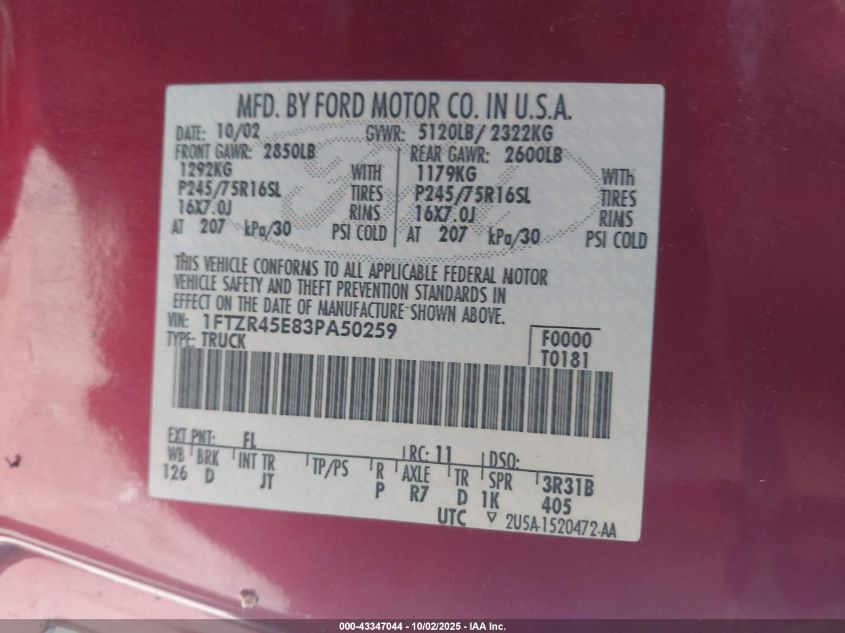 MFD. BY FORD MOTOR CO. IN U.S.A.
DATE: 10/02 GVWR: 5120LB/ 2322KG
FRONT GAWR: 2850LB REAR GAWR: 2600LB
1292KG WITH 1179KG WITH
P245/75R16SL TIRES P245/75R16SL TIRES
16X7.0J RIMS 16X7.0J RIMS
AT 207 kPa/30 PSI COLD AT 207 kPa/30 PSI COLD
THIS VEHICLE CONFORMS TO ALL APPLICABLE FEDERAL MOTOR
VEHICLE SAFETY AND THEFT PREVENTION STANDARDS IN
EFFECT ON THE DATE OF MANUFACTURE SHOWN ABOVE.
VIN: 1FTZR45E83PA50259 F0000
TYPE: TRUCK T0181
EXT PNT: FL RC: 11 DSO:
WB BRK INT TR TP/PS R AXLE TR SPR 3R31B
126 D JT P R7 D 1K 405
UTC ▽ 2U5A-1520472-AA
000-43347044 | 10/02/2025 - IAA Inc.